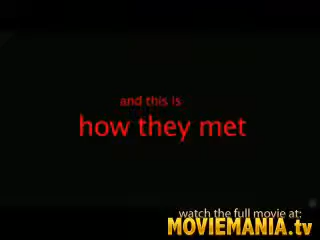 and this is
how they met
watch the full movie at:
MOVIEMANIA.tv